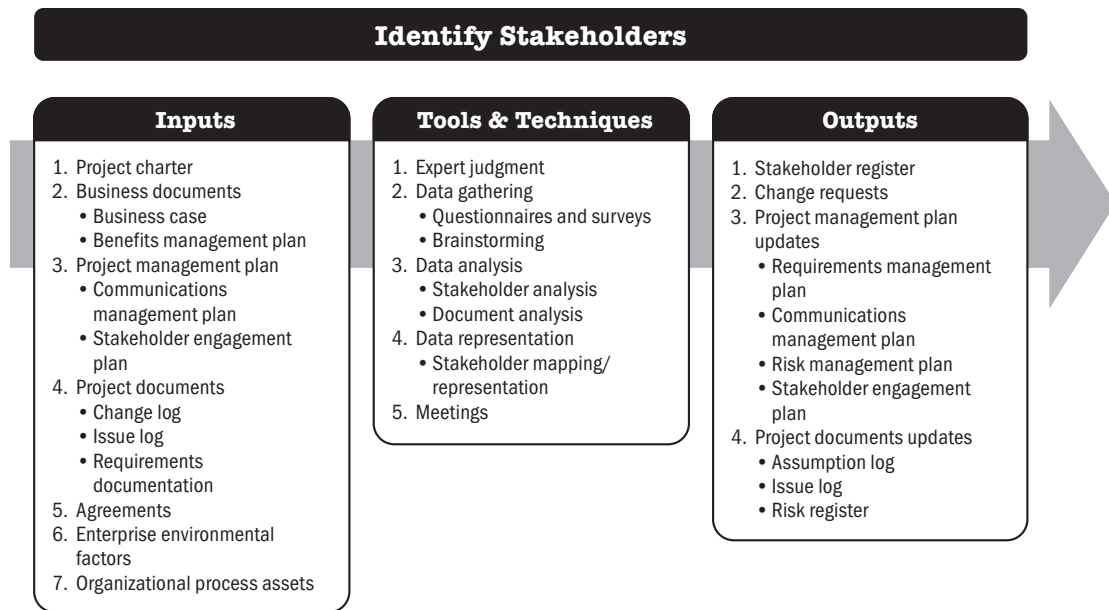 Identify Stakeholders
Inputs
1. Project charter
2. Business documents
• Business case
• Benefits management plan
3. Project management plan
• Communications
management plan
• Stakeholder engagement
plan
4. Project documents
• Change log
• Issue log
• Requirements
documentation
5. Agreements
6. Enterprise environmental
factors
7. Organizational process assets
Tools & Techniques
1. Expert judgment
2. Data gathering
• Questionnaires and surveys
• Brainstorming
3. Data analysis
• Stakeholder analysis
• Document analysis
4. Data representation
• Stakeholder mapping/
representation
5. Meetings
Outputs
1. Stakeholder register
2. Change requests
3. Project management plan
updates
• Requirements management
plan
• Communications
management plan
• Risk management plan
• Stakeholder engagement
plan
4. Project documents updates
• Assumption log
• Issue log
• Risk register